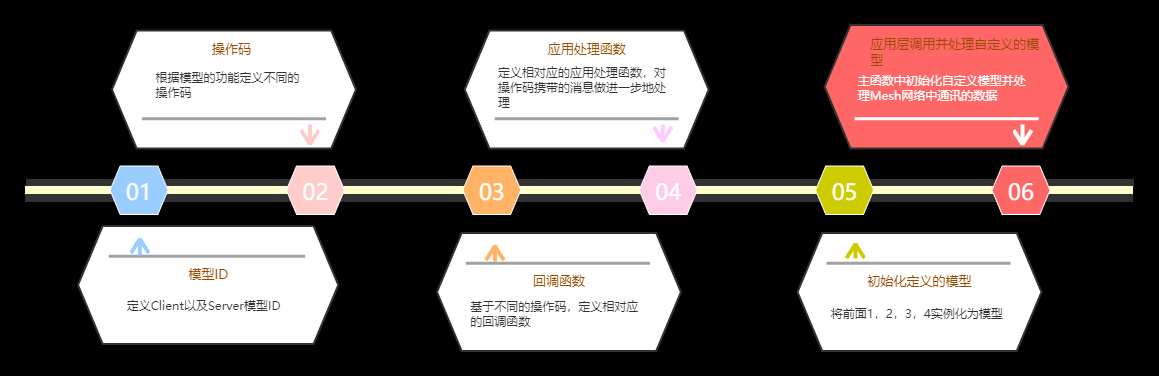 操作码
根据模型的功能定义不同的
操作码
应用处理函数
定义相对应的应用处理函数，对
操作码携带的消息做进一步地处
理
应用层调用并处理自定义的模
型
主函数中初始化自定义模型并处
理Mesh网络中通讯的数据
01
02
03
04
05
06
模型ID
定义Client以及Server模型ID
回调函数
基于不同的操作码，定义相对应
的回调函数
初始化定义的模型
将前面1，2，3，4实例化为模型